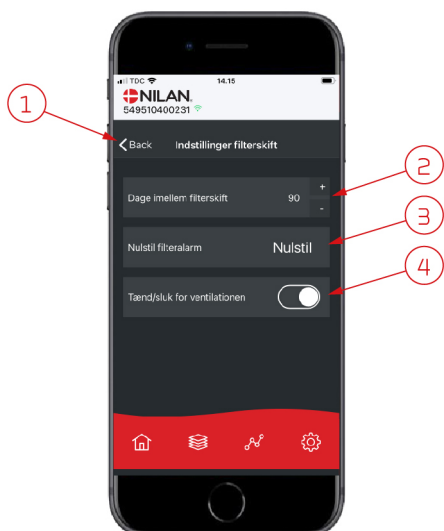 TDC 14.15
NILAN.
549510400231
Back Indstillinger filterskift
1
Dage imellem filterskift 90 + -
2
Nulstil filteralarm Nulstil
3
Tænd/sluk for ventilationen
4